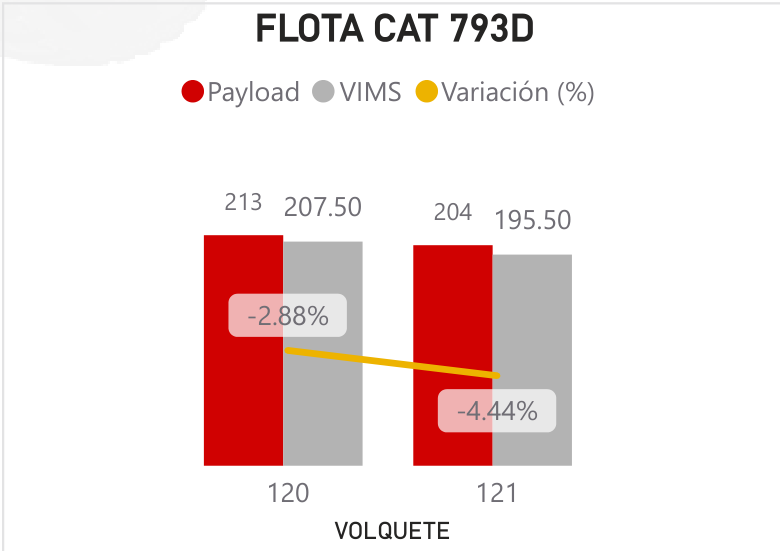 FLOTA CAT 793D
Payload VIMS Variación (%)
213 207.50 204 195.50
-2.88%
-4.44%
120 121
VOLQUETE